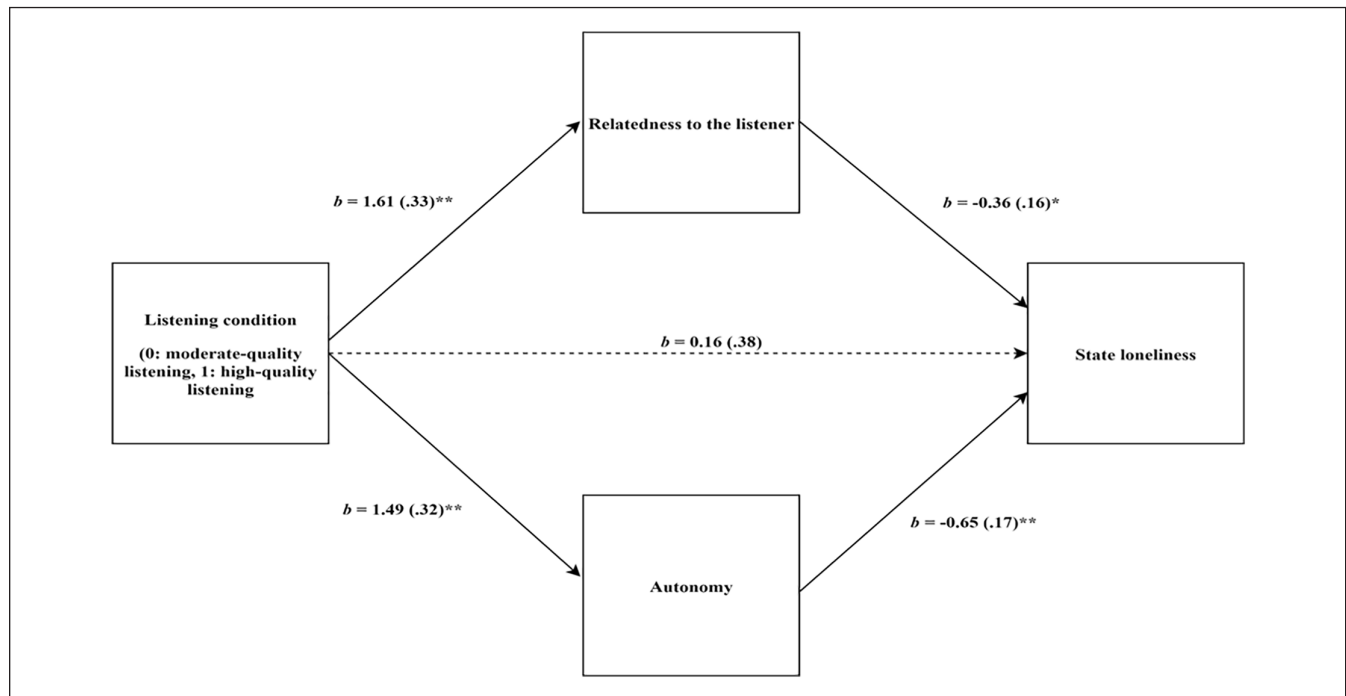 Relatedness to the listener
b = 1.61 (.33)**
b = -0.36 (.16)*
Listening condition
(0: moderate-quality
listening, 1: high-quality
listening
b = 0.16 (.38)
State loneliness
b = 1.49 (.32)**
b = -0.65 (.17)**
Autonomy